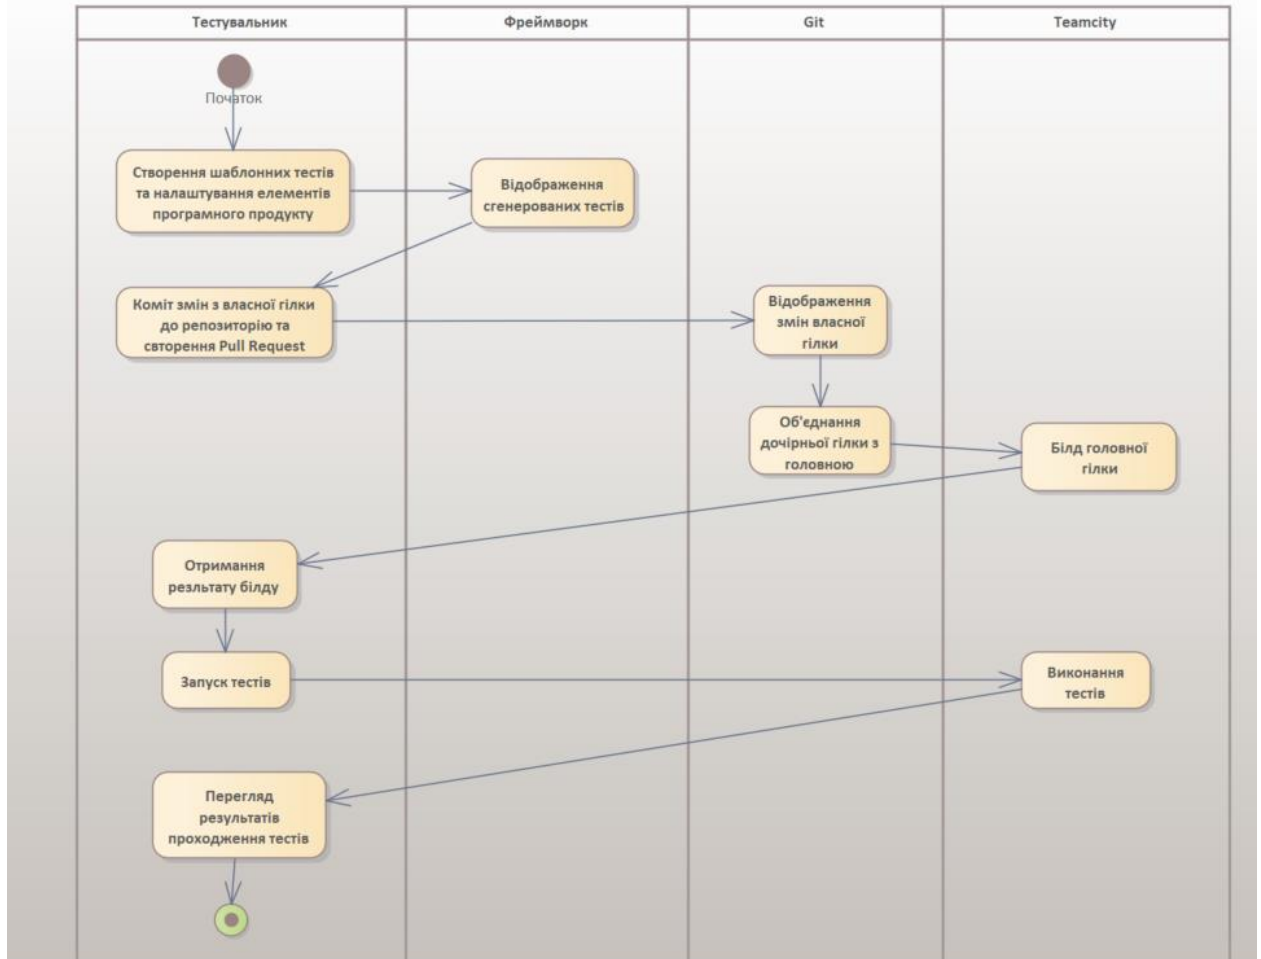 Тестувальник
Фреймворк
Git
Teamcity
Початок
Створення шаблонних тестів
та налаштування елементів
програмного продукту
Відображення
сгенерованих тестів
Коміт змін з власної гілки
до репозиторію та
свторення Pull Request
Відображення
змін власної
гілки
Об'єднання
дочірньої гілки з
головною
Білд головної
гілки
Отримання
резльтату білду
Запуск тестів
Виконання
тестів
Перегляд
результатів
проходження тестів